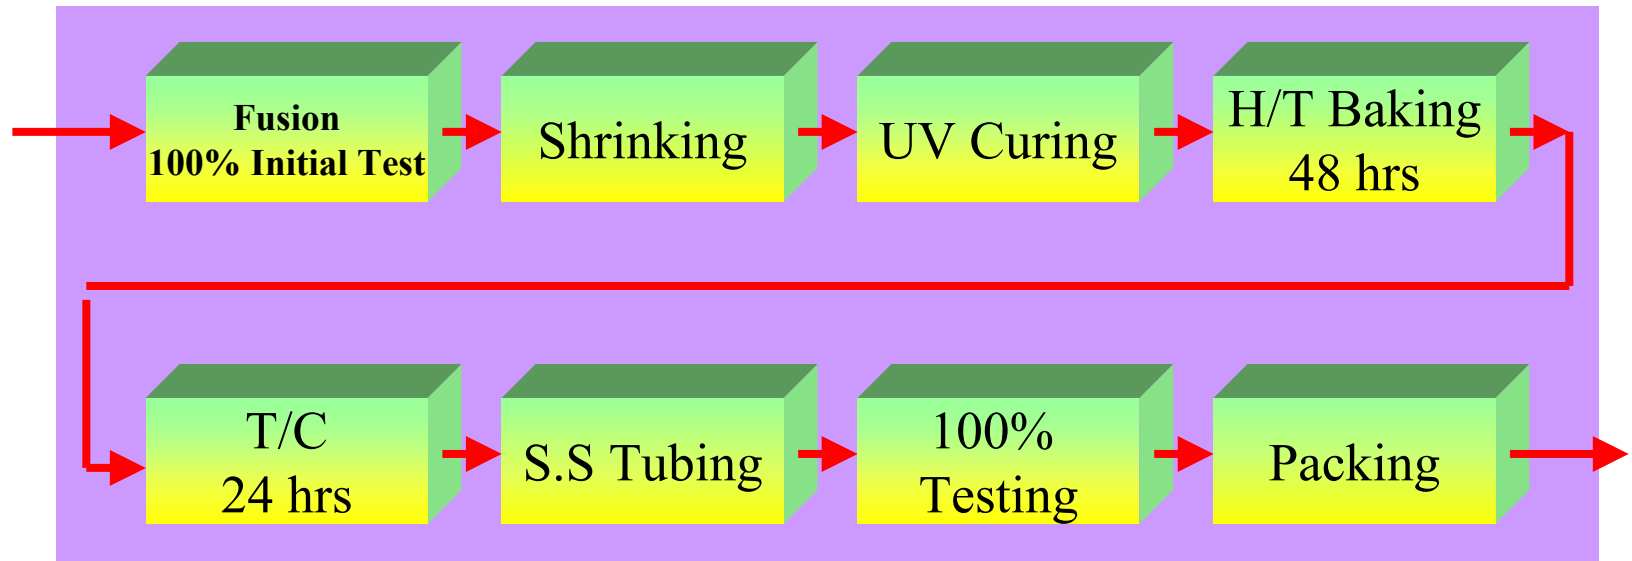 Fusion
100% Initial Test
Shrinking
UV Curing
H/T Baking
48 hrs
T/C
24 hrs
S.S Tubing
100%
Testing
Packing